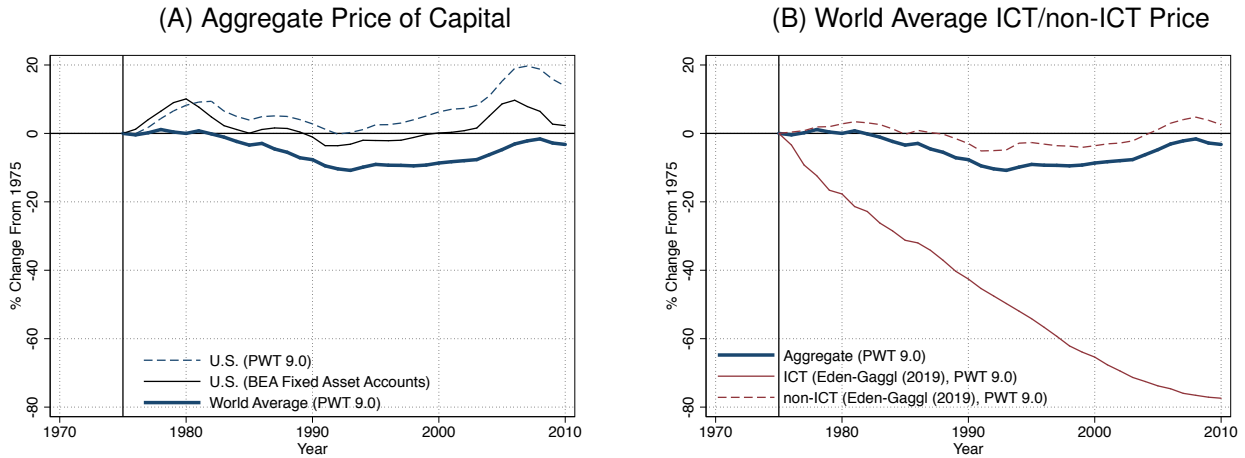 (A) Aggregate Price of Capital
% Change From 1975
20
0
-20
-40
-60
-80
U.S. (PWT 9.0)
U.S. (BEA Fixed Asset Accounts)
World Average (PWT 9.0)
1970 1980 1990 2000 2010
Year
(B) World Average ICT/non-ICT Price
% Change From 1975
20
0
-20
-40
-60
-80
Aggregate (PWT 9.0)
ICT (Eden-Gaggl (2019), PWT 9.0)
non-ICT (Eden-Gaggl (2019), PWT 9.0)
1970 1980 1990 2000 2010
Year